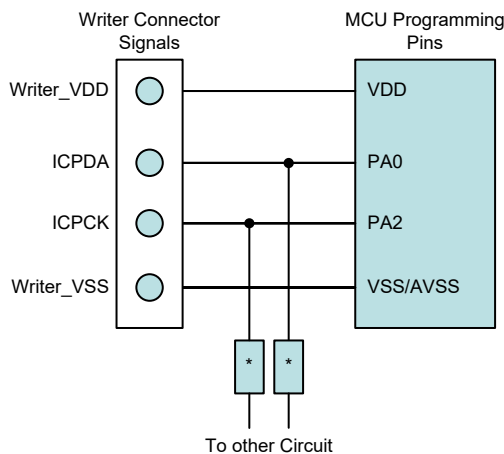 Writer Connector
Signals
MCU Programming
Pins
Writer_VDD
VDD
ICPDA
PA0
ICPCK
PA2
Writer_VSS
VSS/AVSS
* *
To other Circuit